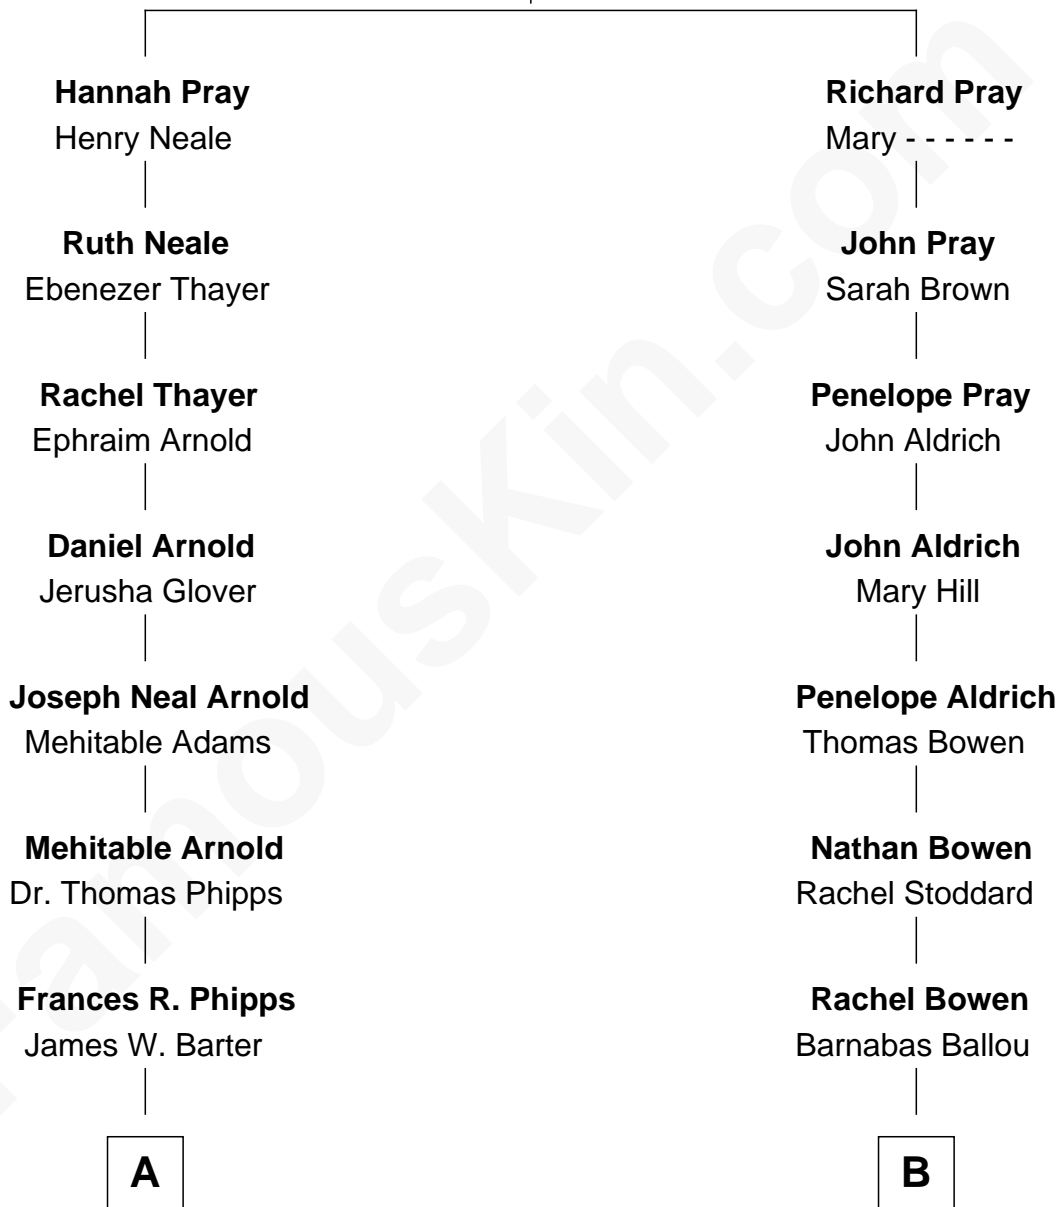 Hannah Pray
Henry Neale
Richard Pray
Mary - - - - - -
Ruth Neale
Ebenezer Thayer
John Pray
Sarah Brown
Rachel Thayer
Ephraim Arnold
Penelope Pray
John Aldrich
Daniel Arnold
Jerusha Glover
John Aldrich
Mary Hill
Joseph Neal Arnold
Mehitable Adams
Penelope Aldrich
Thomas Bowen
Mehitable Arnold
Dr. Thomas Phipps
Nathan Bowen
Rachel Stoddard
Frances R. Phipps
James W. Barter
Rachel Bowen
Barnabas Ballou
A
B
FamousKin.com